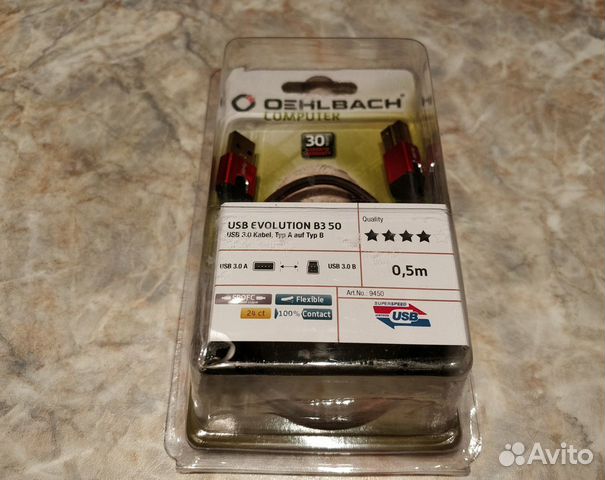 OEHLBACH
COMPUTER
30
USB EVOLUTION B3 50
USB 3.0 Kabel, Typ A auf Typ B
Quality
USB 3.0 A
USB 3.0 B
0,5m
Art.No.: 9450
SPOFC
Flexible
24 ct
100% Contact
SUPERSPEED
USB
Avito